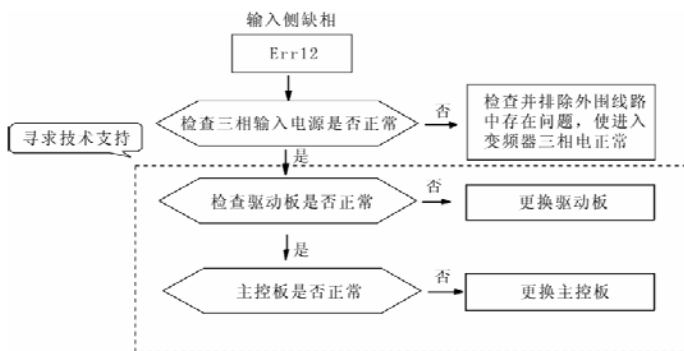 输入侧缺相
Err12
检查三相输入电源是否正常
否
检查并排除外围线路
中存在问题，使进入
变频器三相电正常
寻求技术支持
是
检查驱动板是否正常
否
更换驱动板
是
主控板是否正常
否
更换主控板